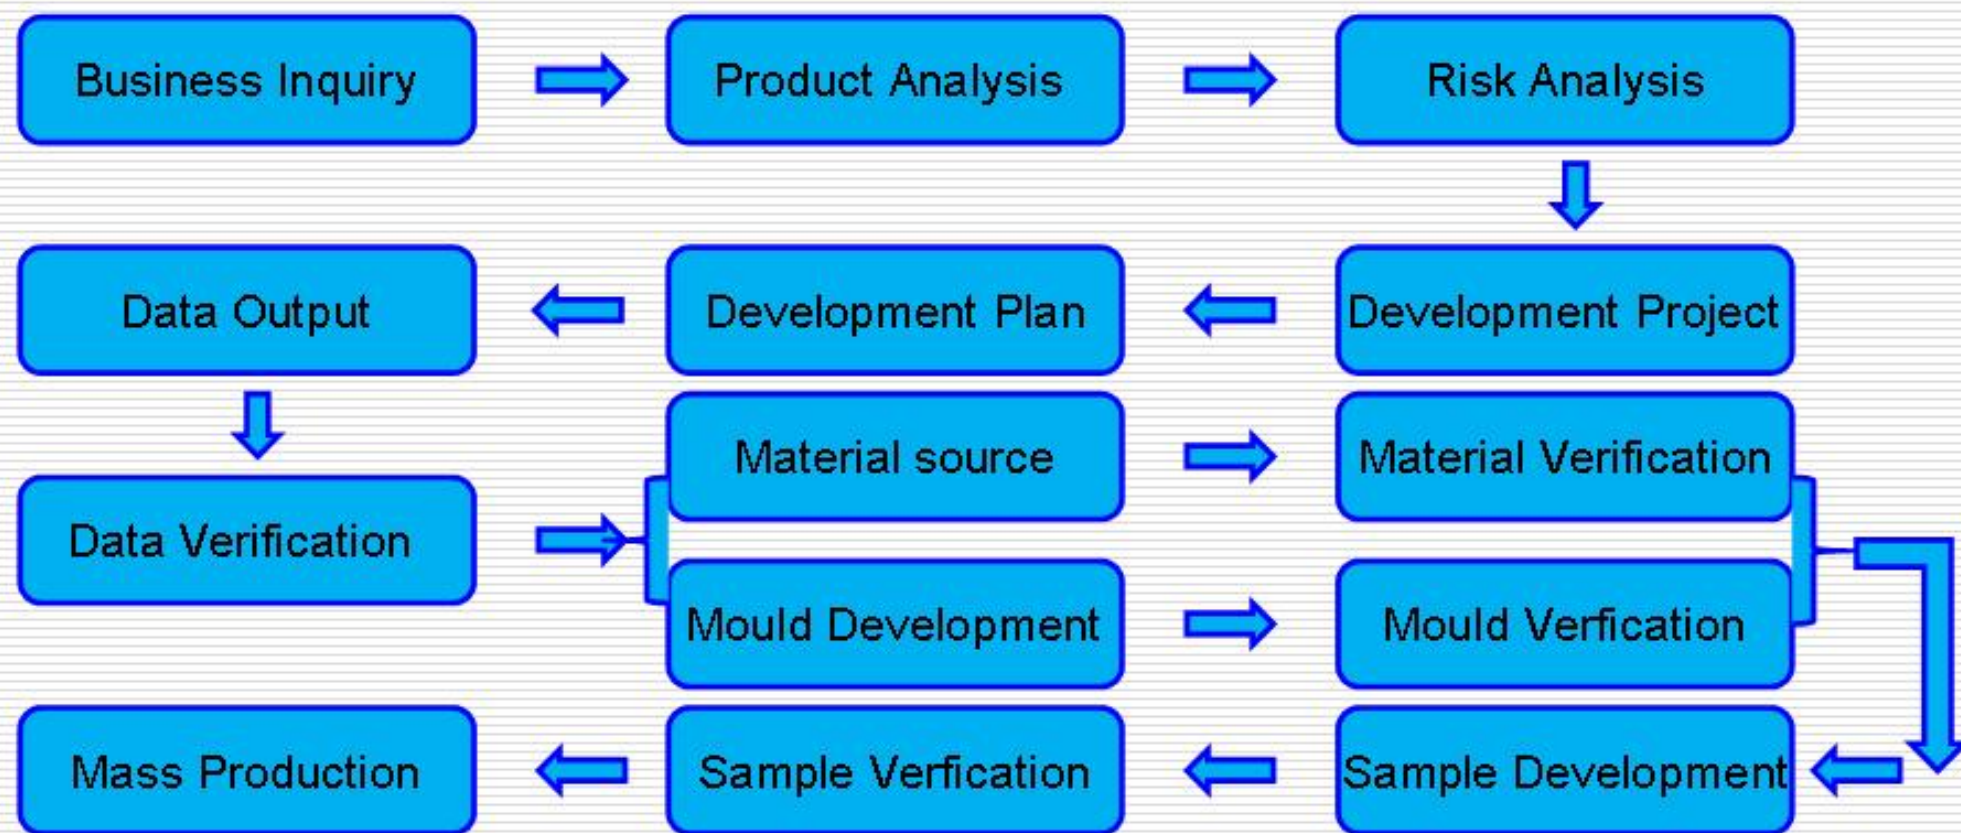 Business Inquiry
Product Analysis
Risk Analysis
Data Output
Development Plan
Development Project
Material source
Material Verification
Data Verification
Mould Development
Mould Verfication
Mass Production
Sample Verfication
Sample Development